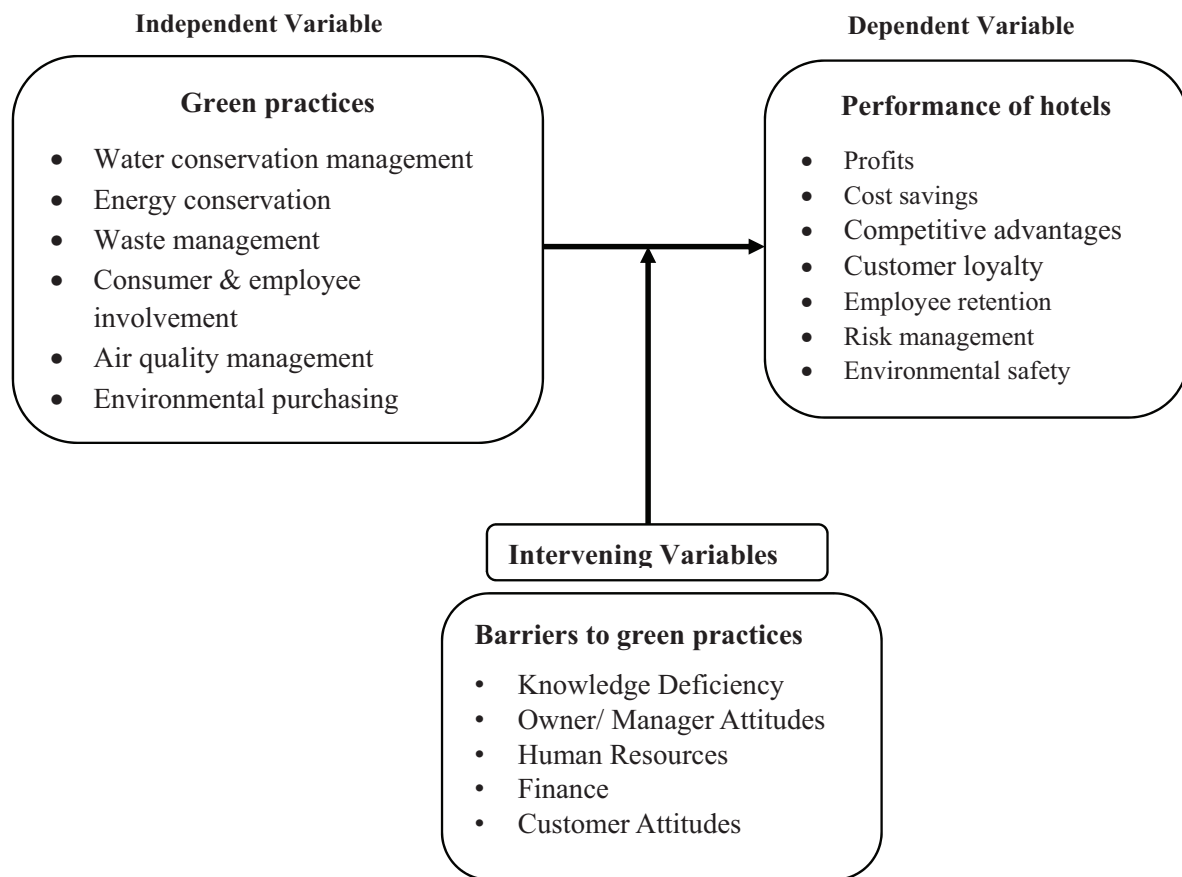 Independent Variable
Dependent Variable
Green practices
• Water conservation management
• Energy conservation
• Waste management
• Consumer & employee
involvement
• Air quality management
• Environmental purchasing
Performance of hotels
• Profits
• Cost savings
• Competitive advantages
• Customer loyalty
• Employee retention
• Risk management
• Environmental safety
Intervening Variables
Barriers to green practices
• Knowledge Deficiency
• Owner/ Manager Attitudes
• Human Resources
• Finance
• Customer Attitudes